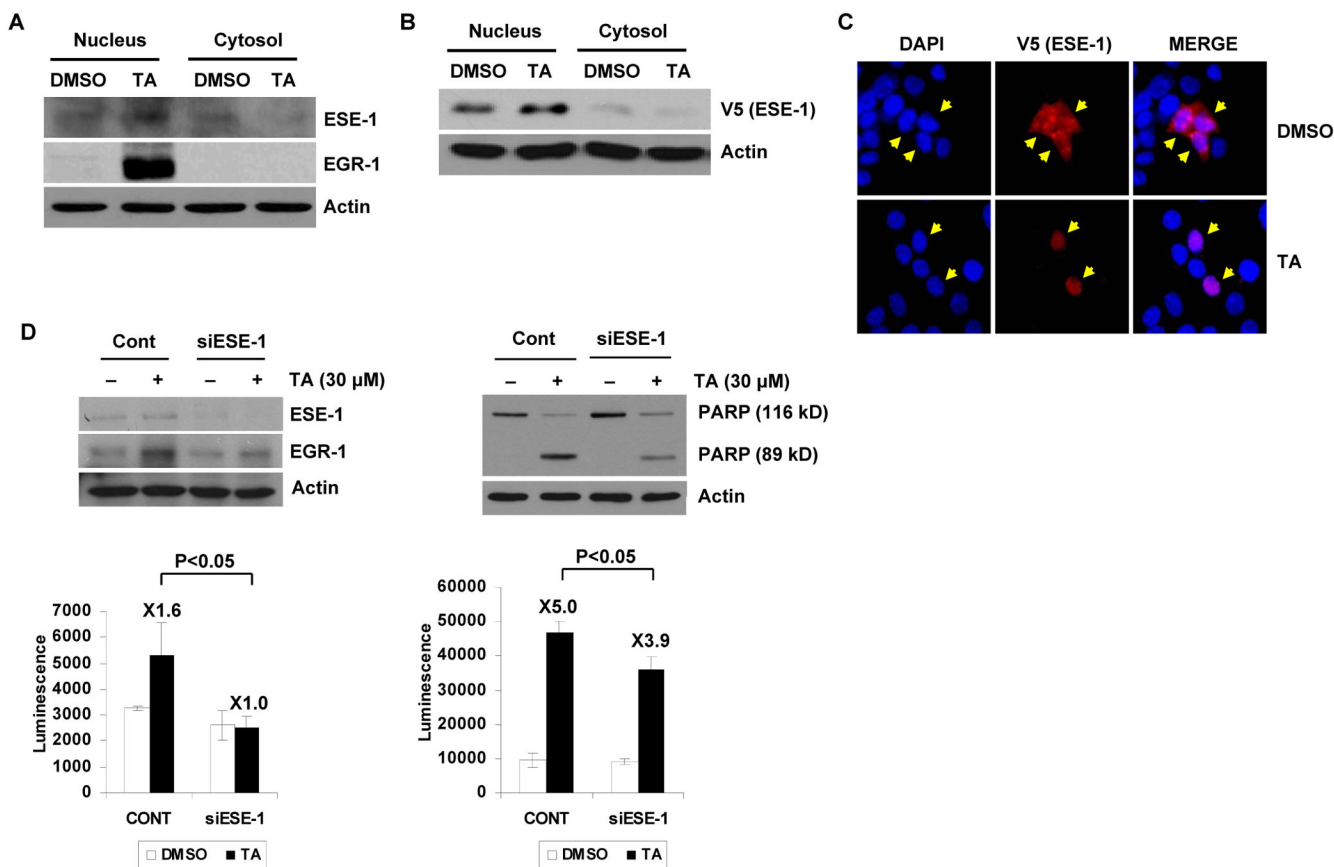 A
Nucleus Cytosol
DMSO TA DMSO TA
ESE-1
EGR-1
Actin
B
Nucleus Cytosol
DMSO TA DMSO TA
V5 (ESE-1)
Actin
C
DAPI V5 (ESE-1) MERGE
DMSO
TA
D
Cont siESE-1
– + – + TA (30 µM)
ESE-1
EGR-1
Actin
Cont siESE-1
– + – + TA (30 µM)
PARP (116 kD)
PARP (89 kD)
Actin
P<0.05
7000
6000
5000
4000
3000
2000
1000
0
Luminescence
X1.6
X1.0
CONT siESE-1
DMSO TA
P<0.05
60000
50000
40000
30000
20000
10000
0
Luminescence
X5.0
X3.9
CONT siESE-1
DMSO TA